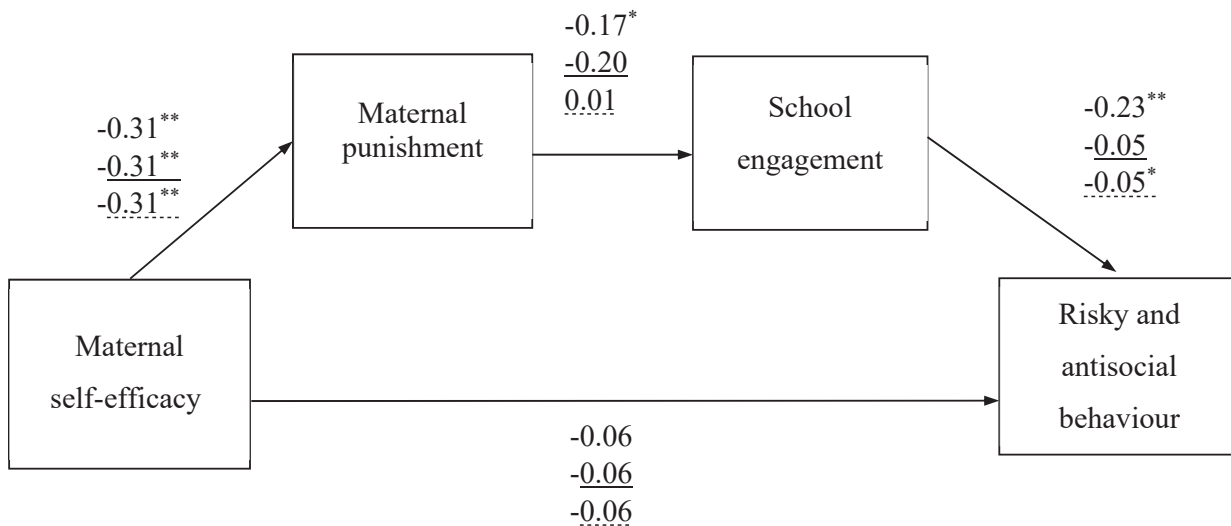 -0.17*
-0.20
0.01
Maternal
punishment
School
engagement
-0.31**
-0.31**
-0.31**
-0.23**
-0.05
-0.05*
Maternal
self-efficacy
Risky and
antisocial
behaviour
-0.06
-0.06
-0.06